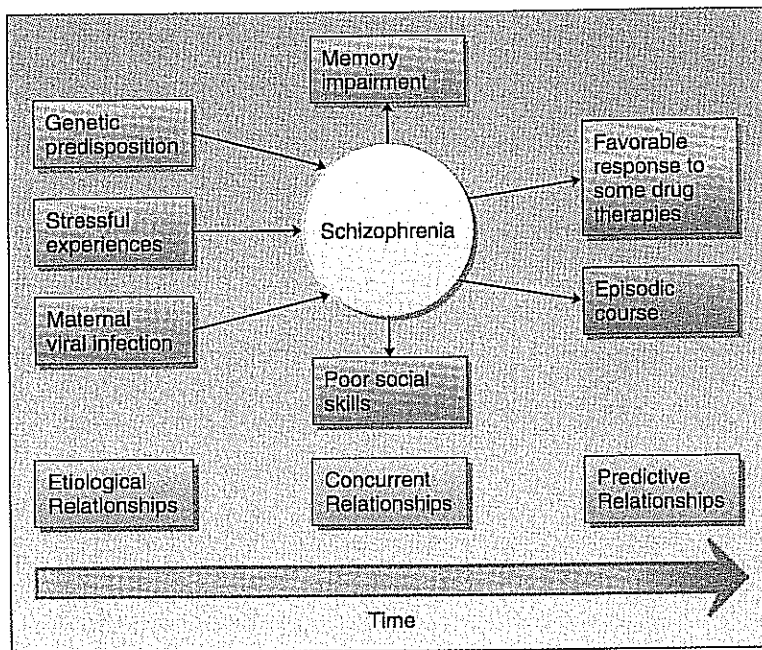 Memory
impairment
Genetic
predisposition
Favorable
response to
some drug
therapies
Stressful
experiences
Schizophrenia
Maternal
viral infection
Episodic
course
Poor social
skills
Etiological
Relationships
Concurrent
Relationships
Predictive
Relationships
Time